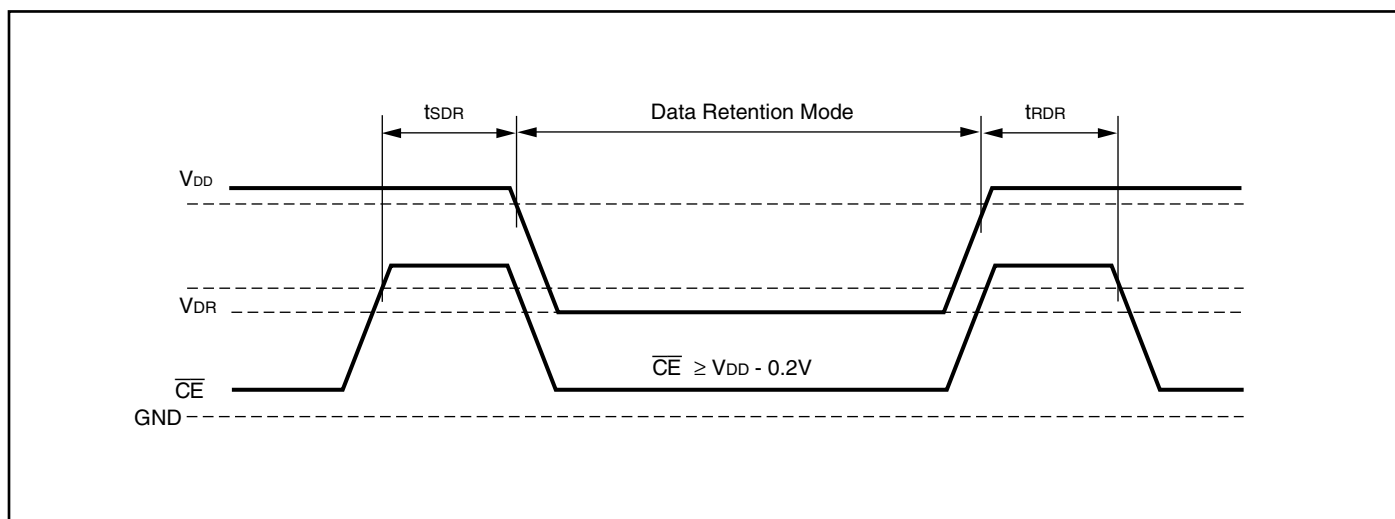 tSDR Data Retention Mode tRDR
VDD
VDR
CE ≥ VDD - 0.2V
CE
GND